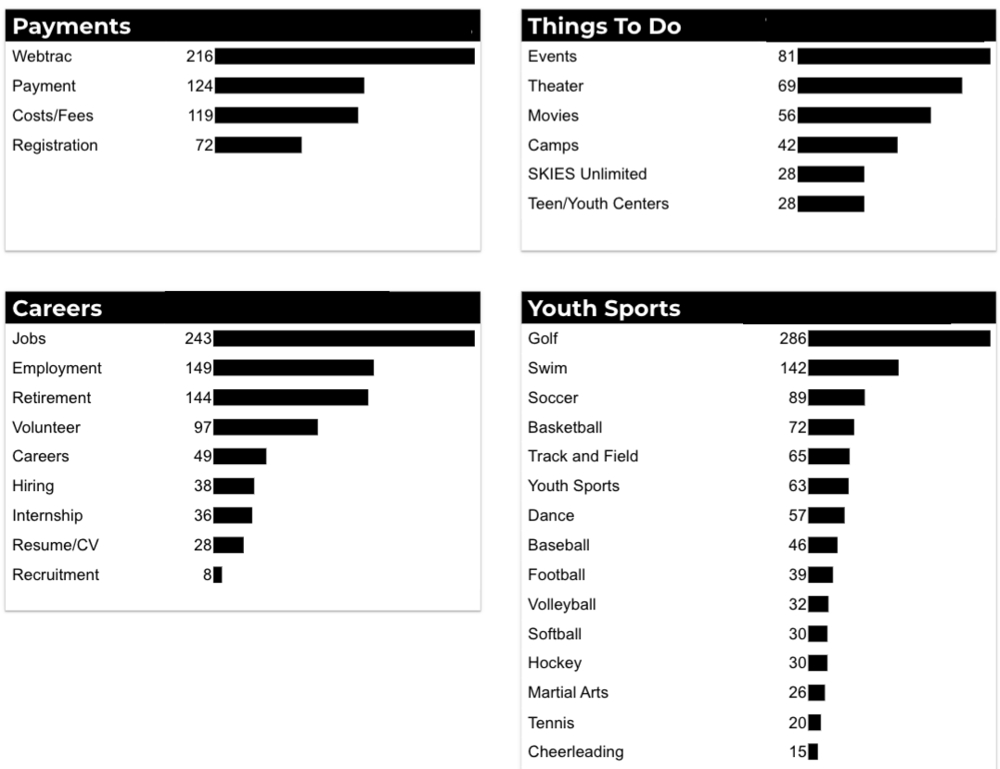 Payments
Webtrac 216
Payment 124
Costs/Fees 119
Registration 72
Things To Do
Events 81
Theater 69
Movies 56
Camps 42
SKIES Unlimited 28
Teen/Youth Centers 28
Careers
Jobs 243
Employment 149
Retirement 144
Volunteer 97
Careers 49
Hiring 38
Internship 36
Resume/CV 28
Recruitment 8
Youth Sports
Golf 286
Swim 142
Soccer 89
Basketball 72
Track and Field 65
Youth Sports 63
Dance 57
Baseball 46
Football 39
Volleyball 32
Softball 30
Hockey 30
Martial Arts 26
Tennis 20
Cheerleading 15